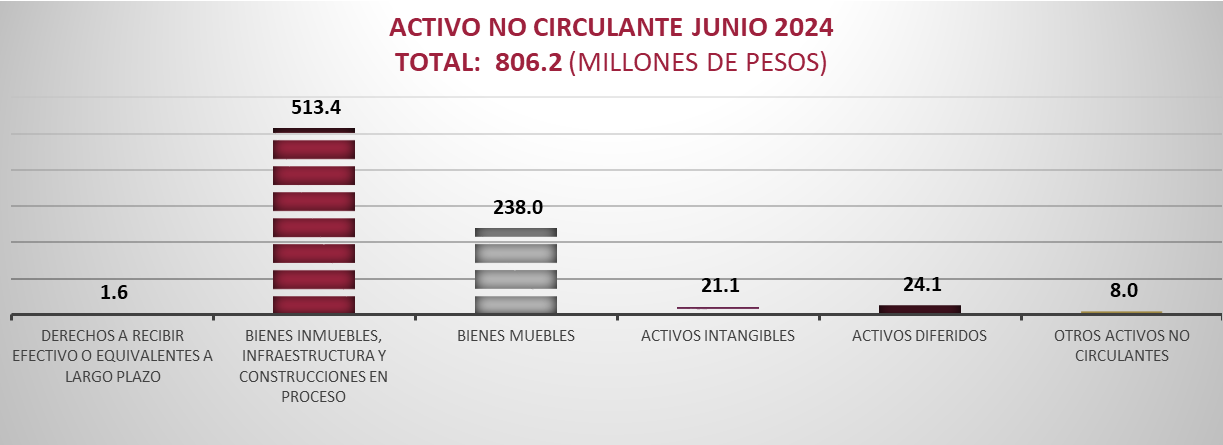 ACTIVO NO CIRCULANTE JUNIO 2024
TOTAL: 806.2 (MILLONES DE PESOS)
513.4
238.0
1.6
21.1
24.1
8.0
DERECHOS A RECIBIR
EFECTIVO O EQUIVALENTES A
LARGO PLAZO
BIENES INMUEBLES,
INFRAESTRUCTURA Y
CONSTRUCCIONES EN
PROCESO
BIENES MUEBLES
ACTIVOS INTANGIBLES
ACTIVOS DIFERIDOS
OTROS ACTIVOS NO
CIRCULANTES